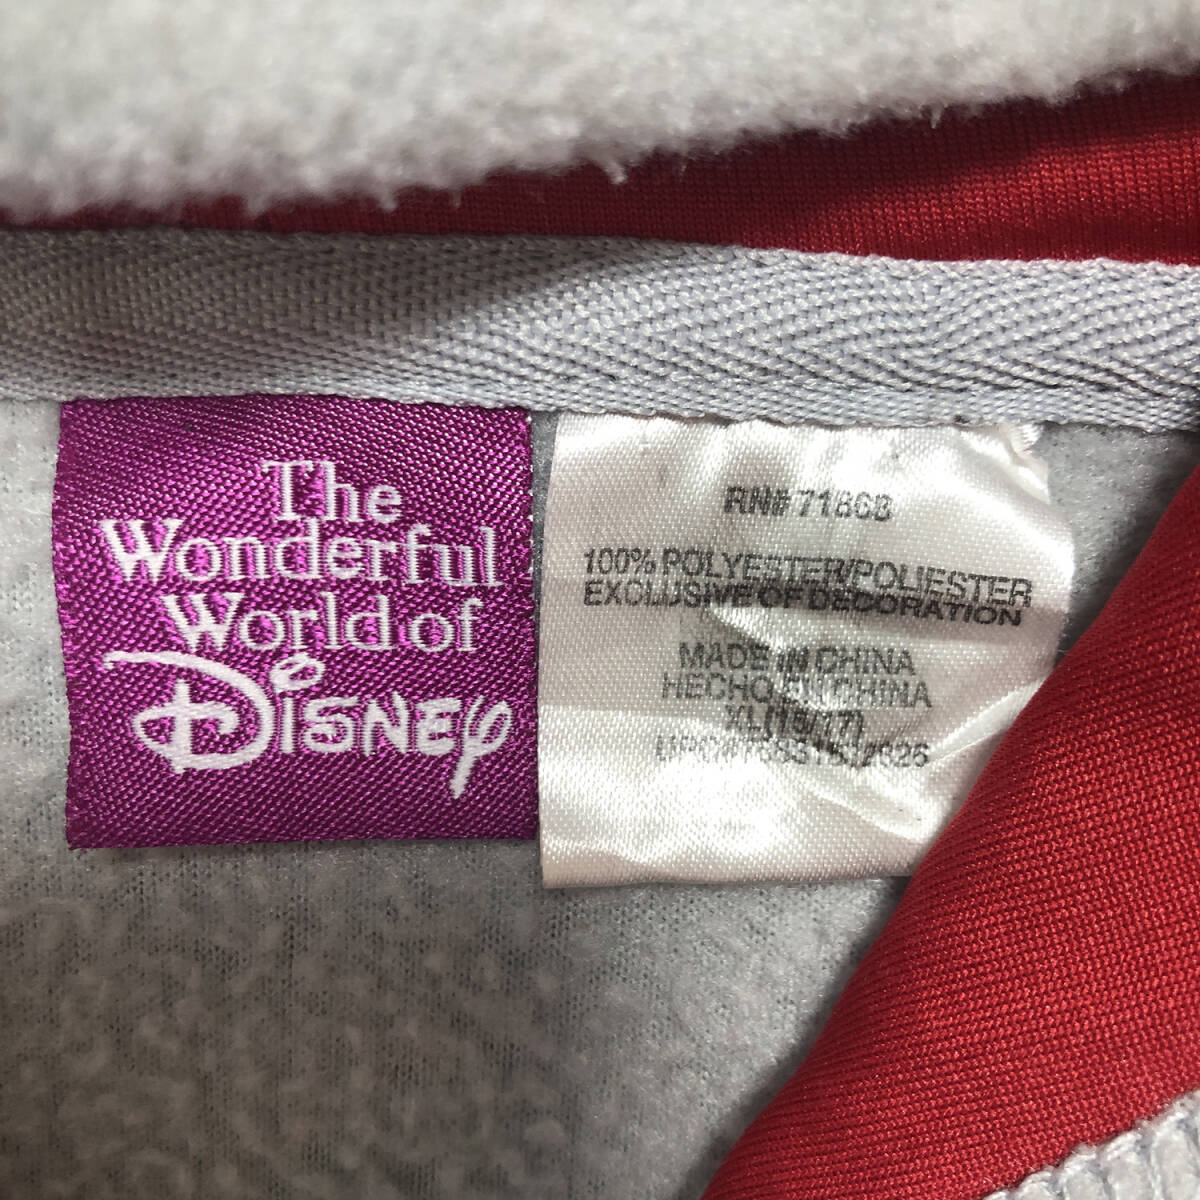 The
Wonderful
World of
Disney
RN# 71868
100% POLYESTER/POLIESTER
EXCLUSIVE OF DECORATION
MADE IN CHINA
HECHO EN CHINA
XL(15/17)